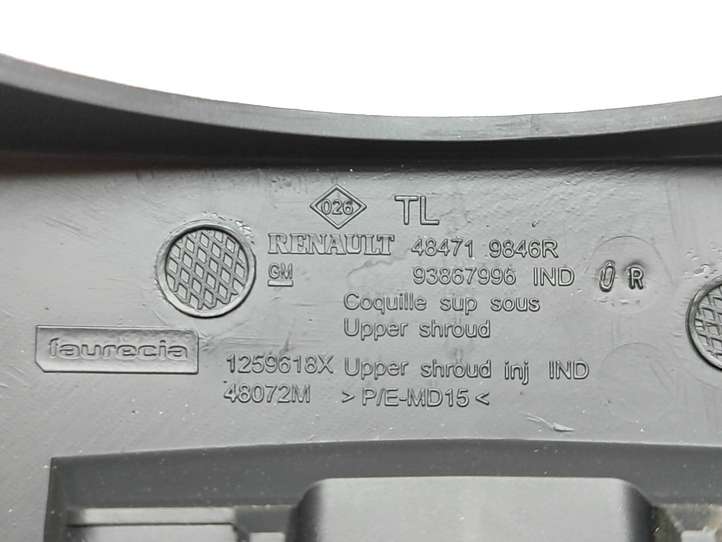 026 TL
RENAULT 48471 9846R
GM 93867996 IND R
Coquille sup sous
Upper shroud
faurecia
1259618X Upper shroud inj IND
48072M >P/E-MD15<